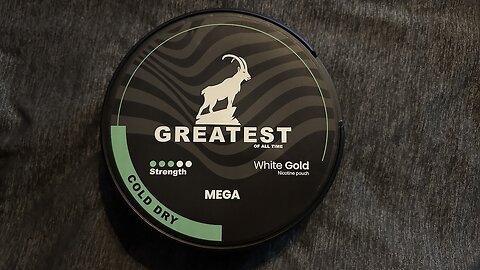 GREATEST
OF ALL TIME
Strength
White Gold
Nicotine pouch
MEGA
COLD DRY